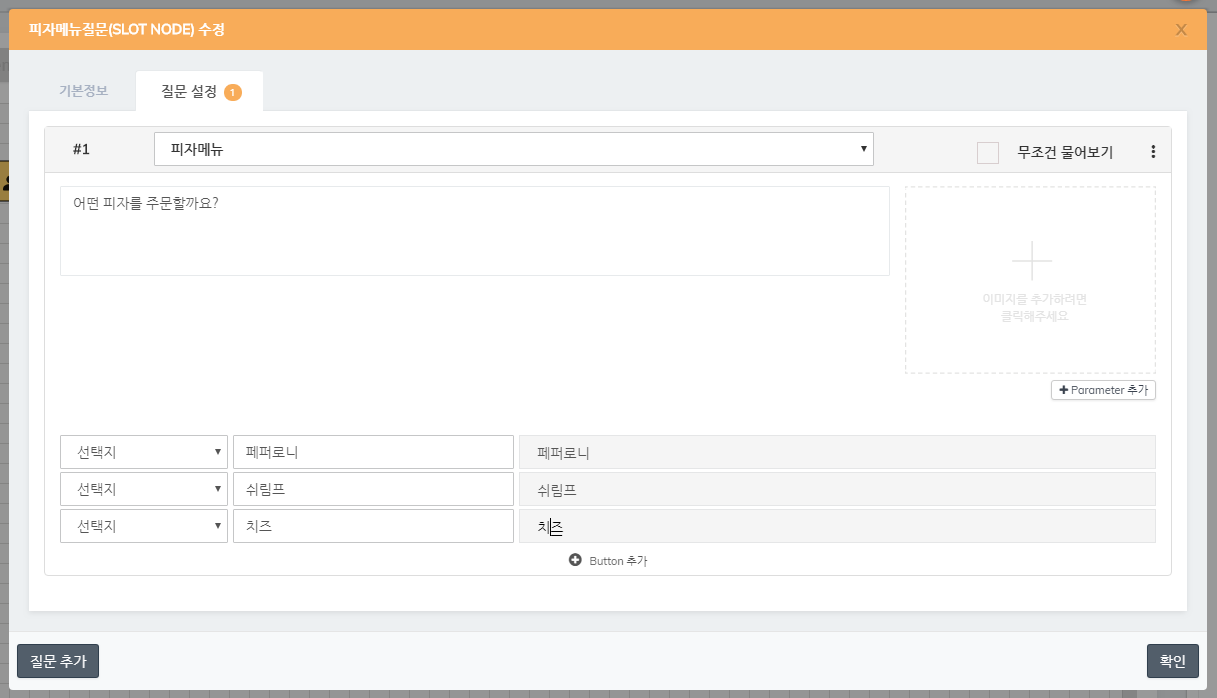 피자메뉴질문(SLOT NODE) 수정
X
기본정보
질문 설정 1
#1
피자메뉴
무조건 물어보기
어떤 피자를 주문할까요?
이미지를 추가하려면
클릭해주세요
Parameter 추가
선택지 페퍼로니 페퍼로니
선택지 쉬림프 쉬림프
선택지 치즈 치즈
Button 추가
질문 추가
확인